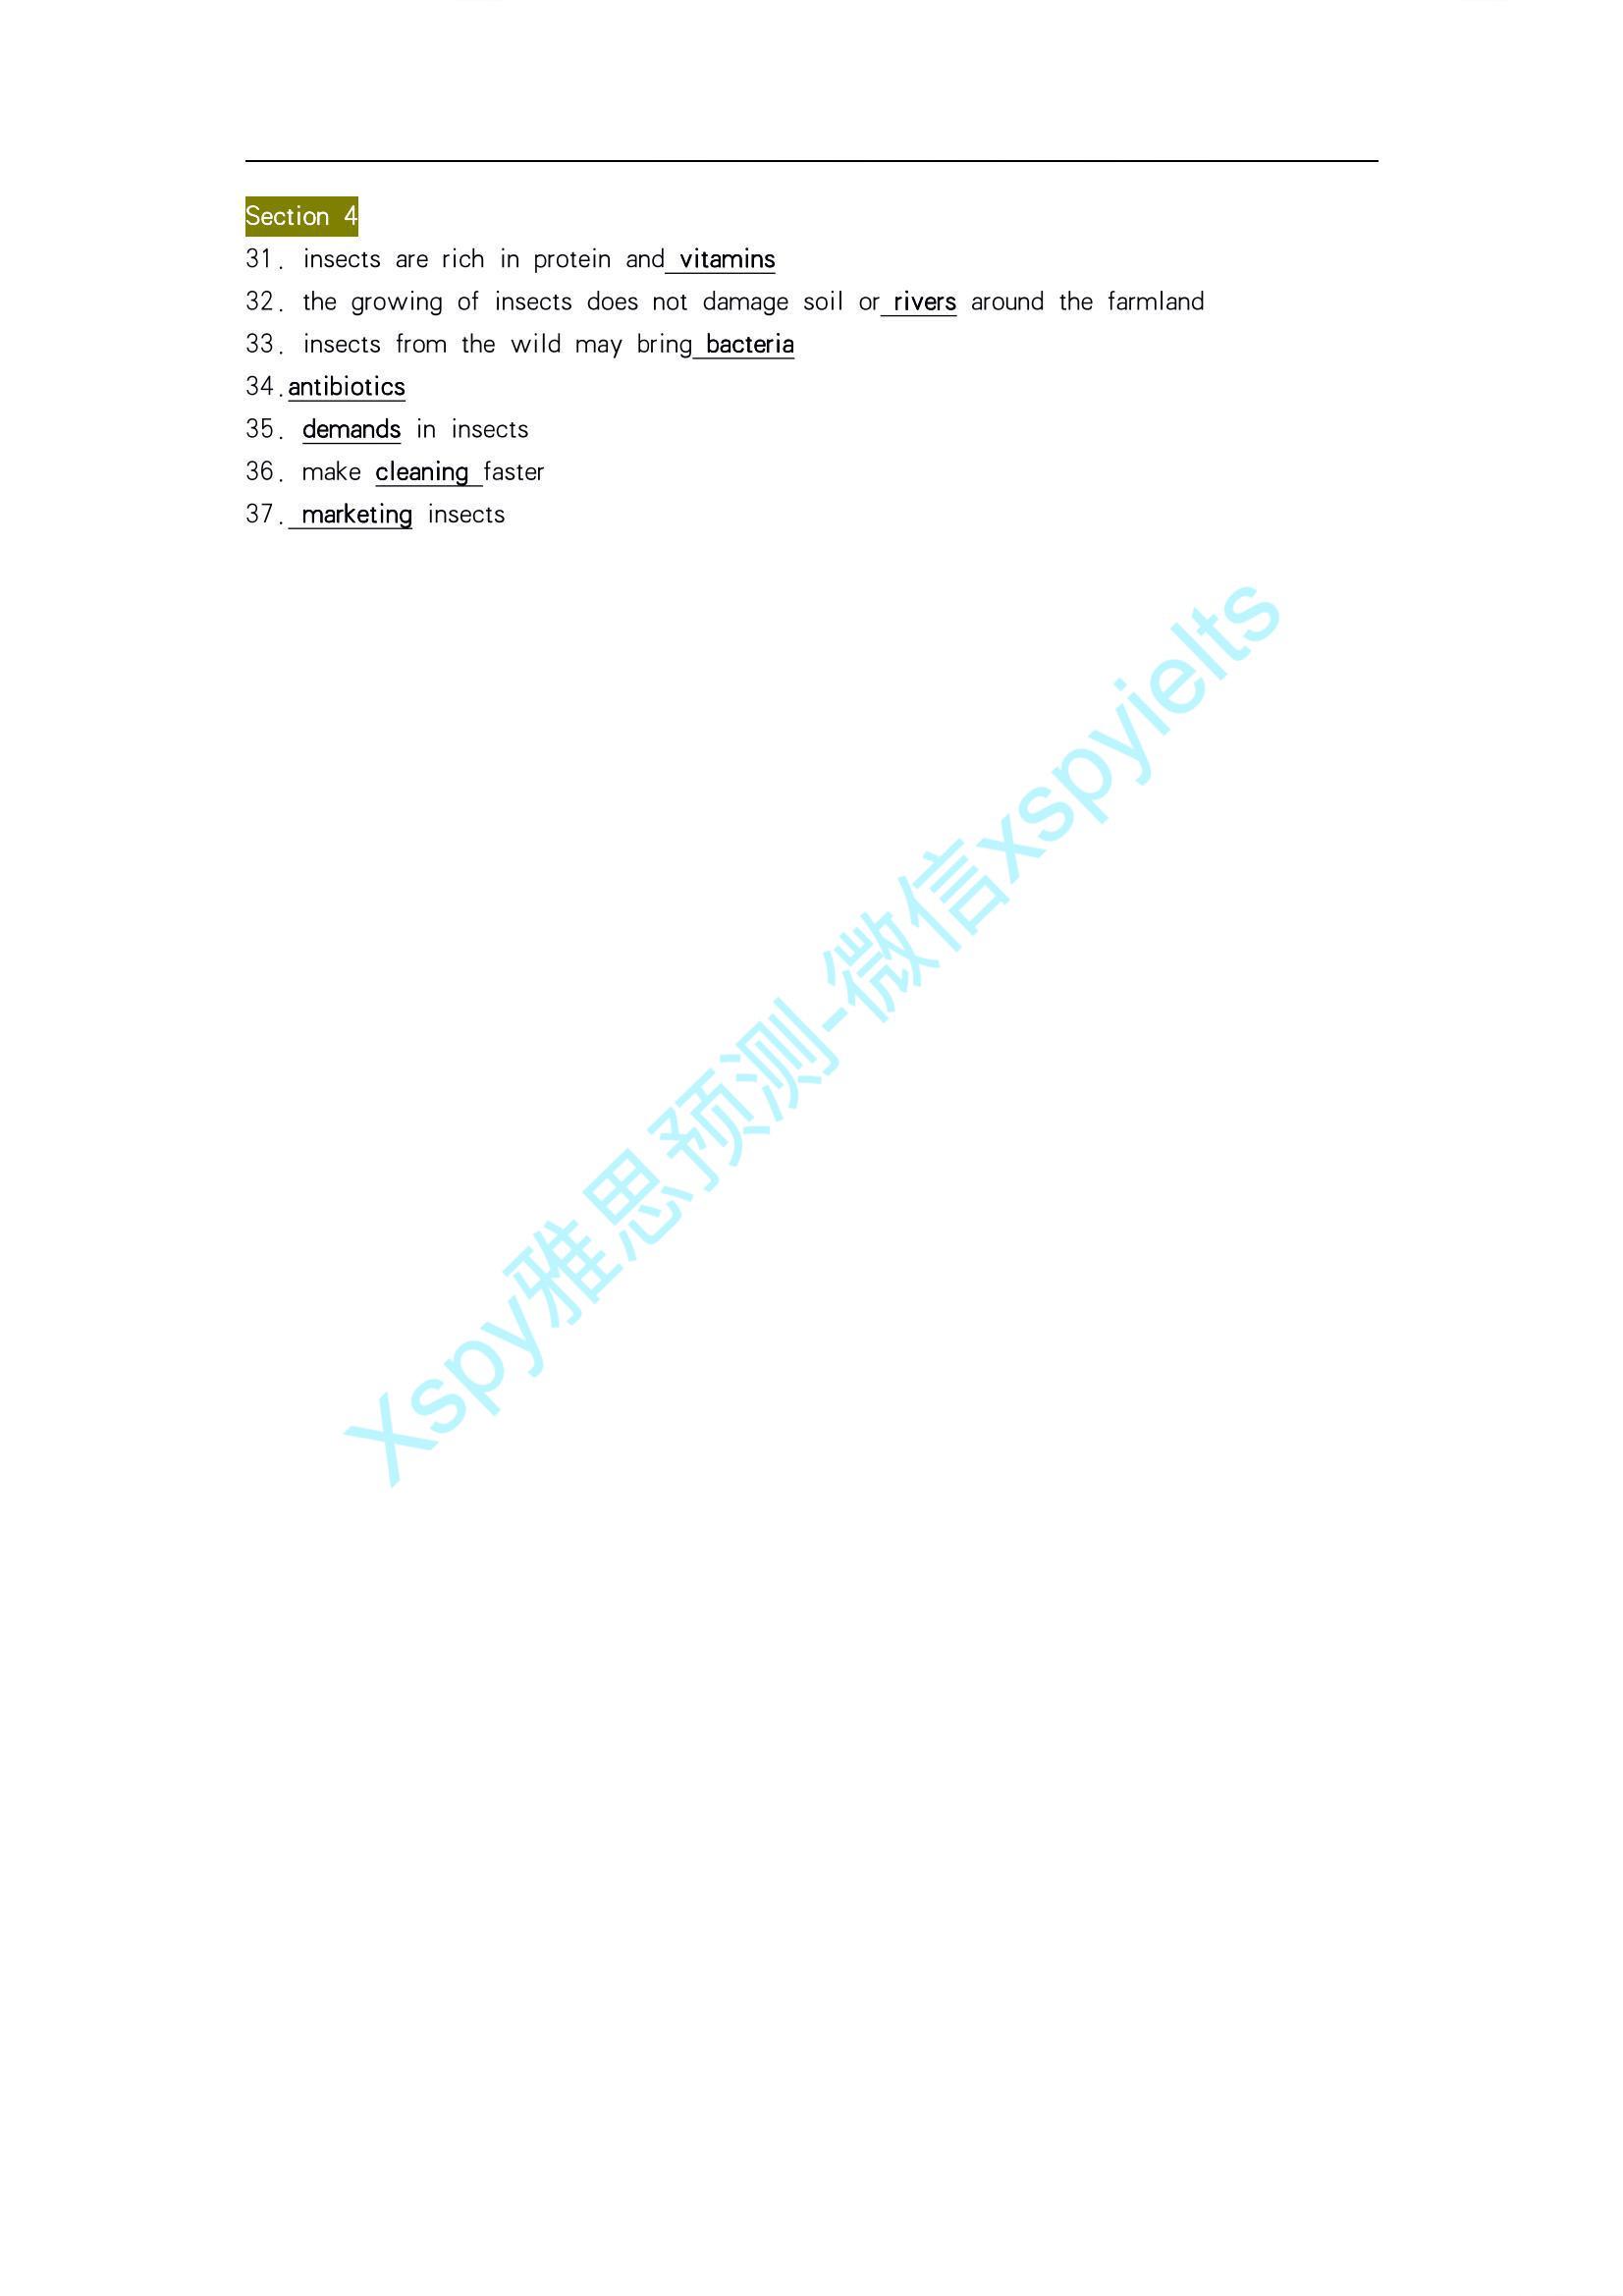 Section 4
31. insects are rich in protein and vitamins
32. the growing of insects does not damage soil or rivers around the farmland
33. insects from the wild may bring bacteria
34.antibiotics
35. demands in insects
36. make cleaning faster
37. marketing insects
Xspy雅思预测-微信xspyielts